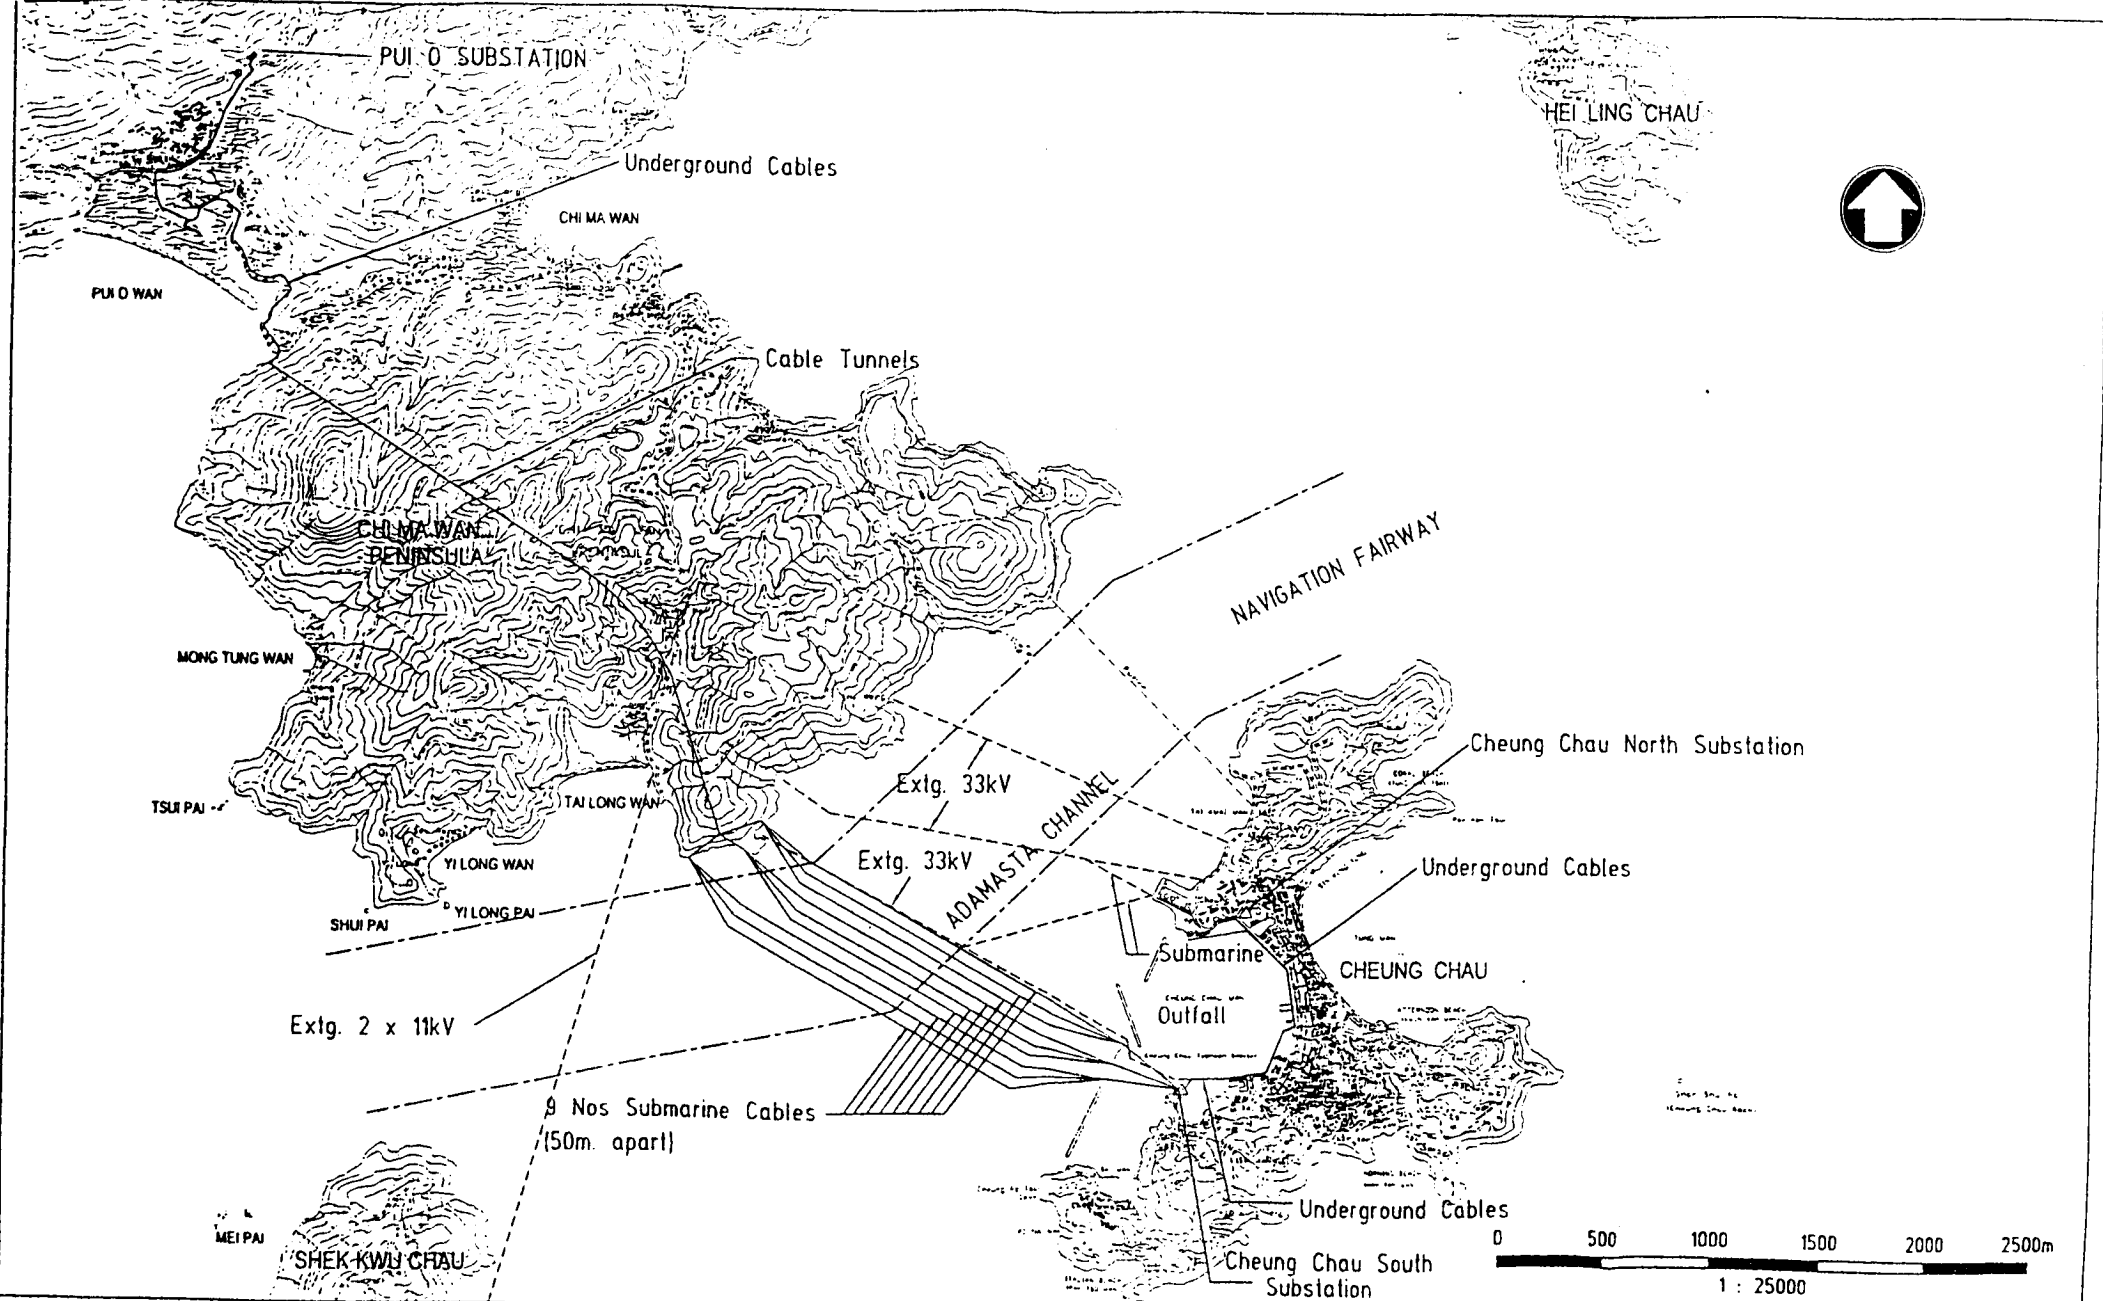 PUI O SUBSTATION
HEI LING CHAU
Underground Cables
CHI MA WAN
PUI O WAN
Cable Tunnels
CHI MA WAN
PENINSULA
NAVIGATION FAIRWAY
MONG TUNG WAN
Cheung Chau North Substation
Extg. 33kV
TSUI PAI
TAI LONG WAN
ADAMASTA CHANNEL
Extg. 33kV
YI LONG WAN
Underground Cables
YI LONG PAI
SHUI PAI
Submarine
CHEUNG CHAU
Outfall
Extg. 2 x 11kV
9 Nos Submarine Cables
(50m. apart)
Underground Cables
MEI PAI
SHEK KWU CHAU
Cheung Chau South
Substation
0 500 1000 1500 2000 2500m
1 : 25000